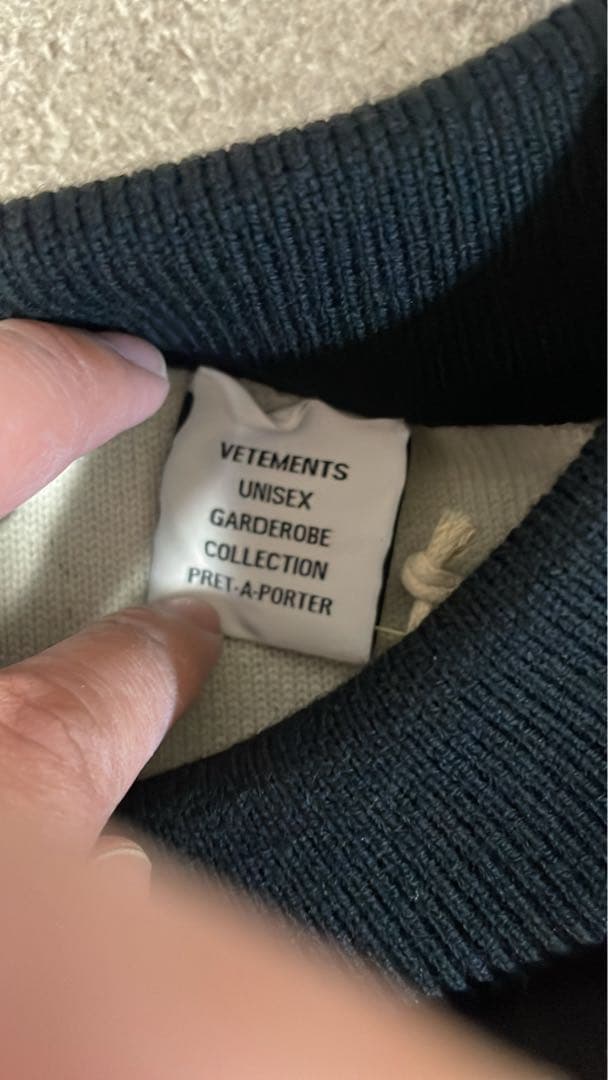 VETEMENTS
UNISEX
GARDEROBE
COLLECTION
PRET-A-PORTER